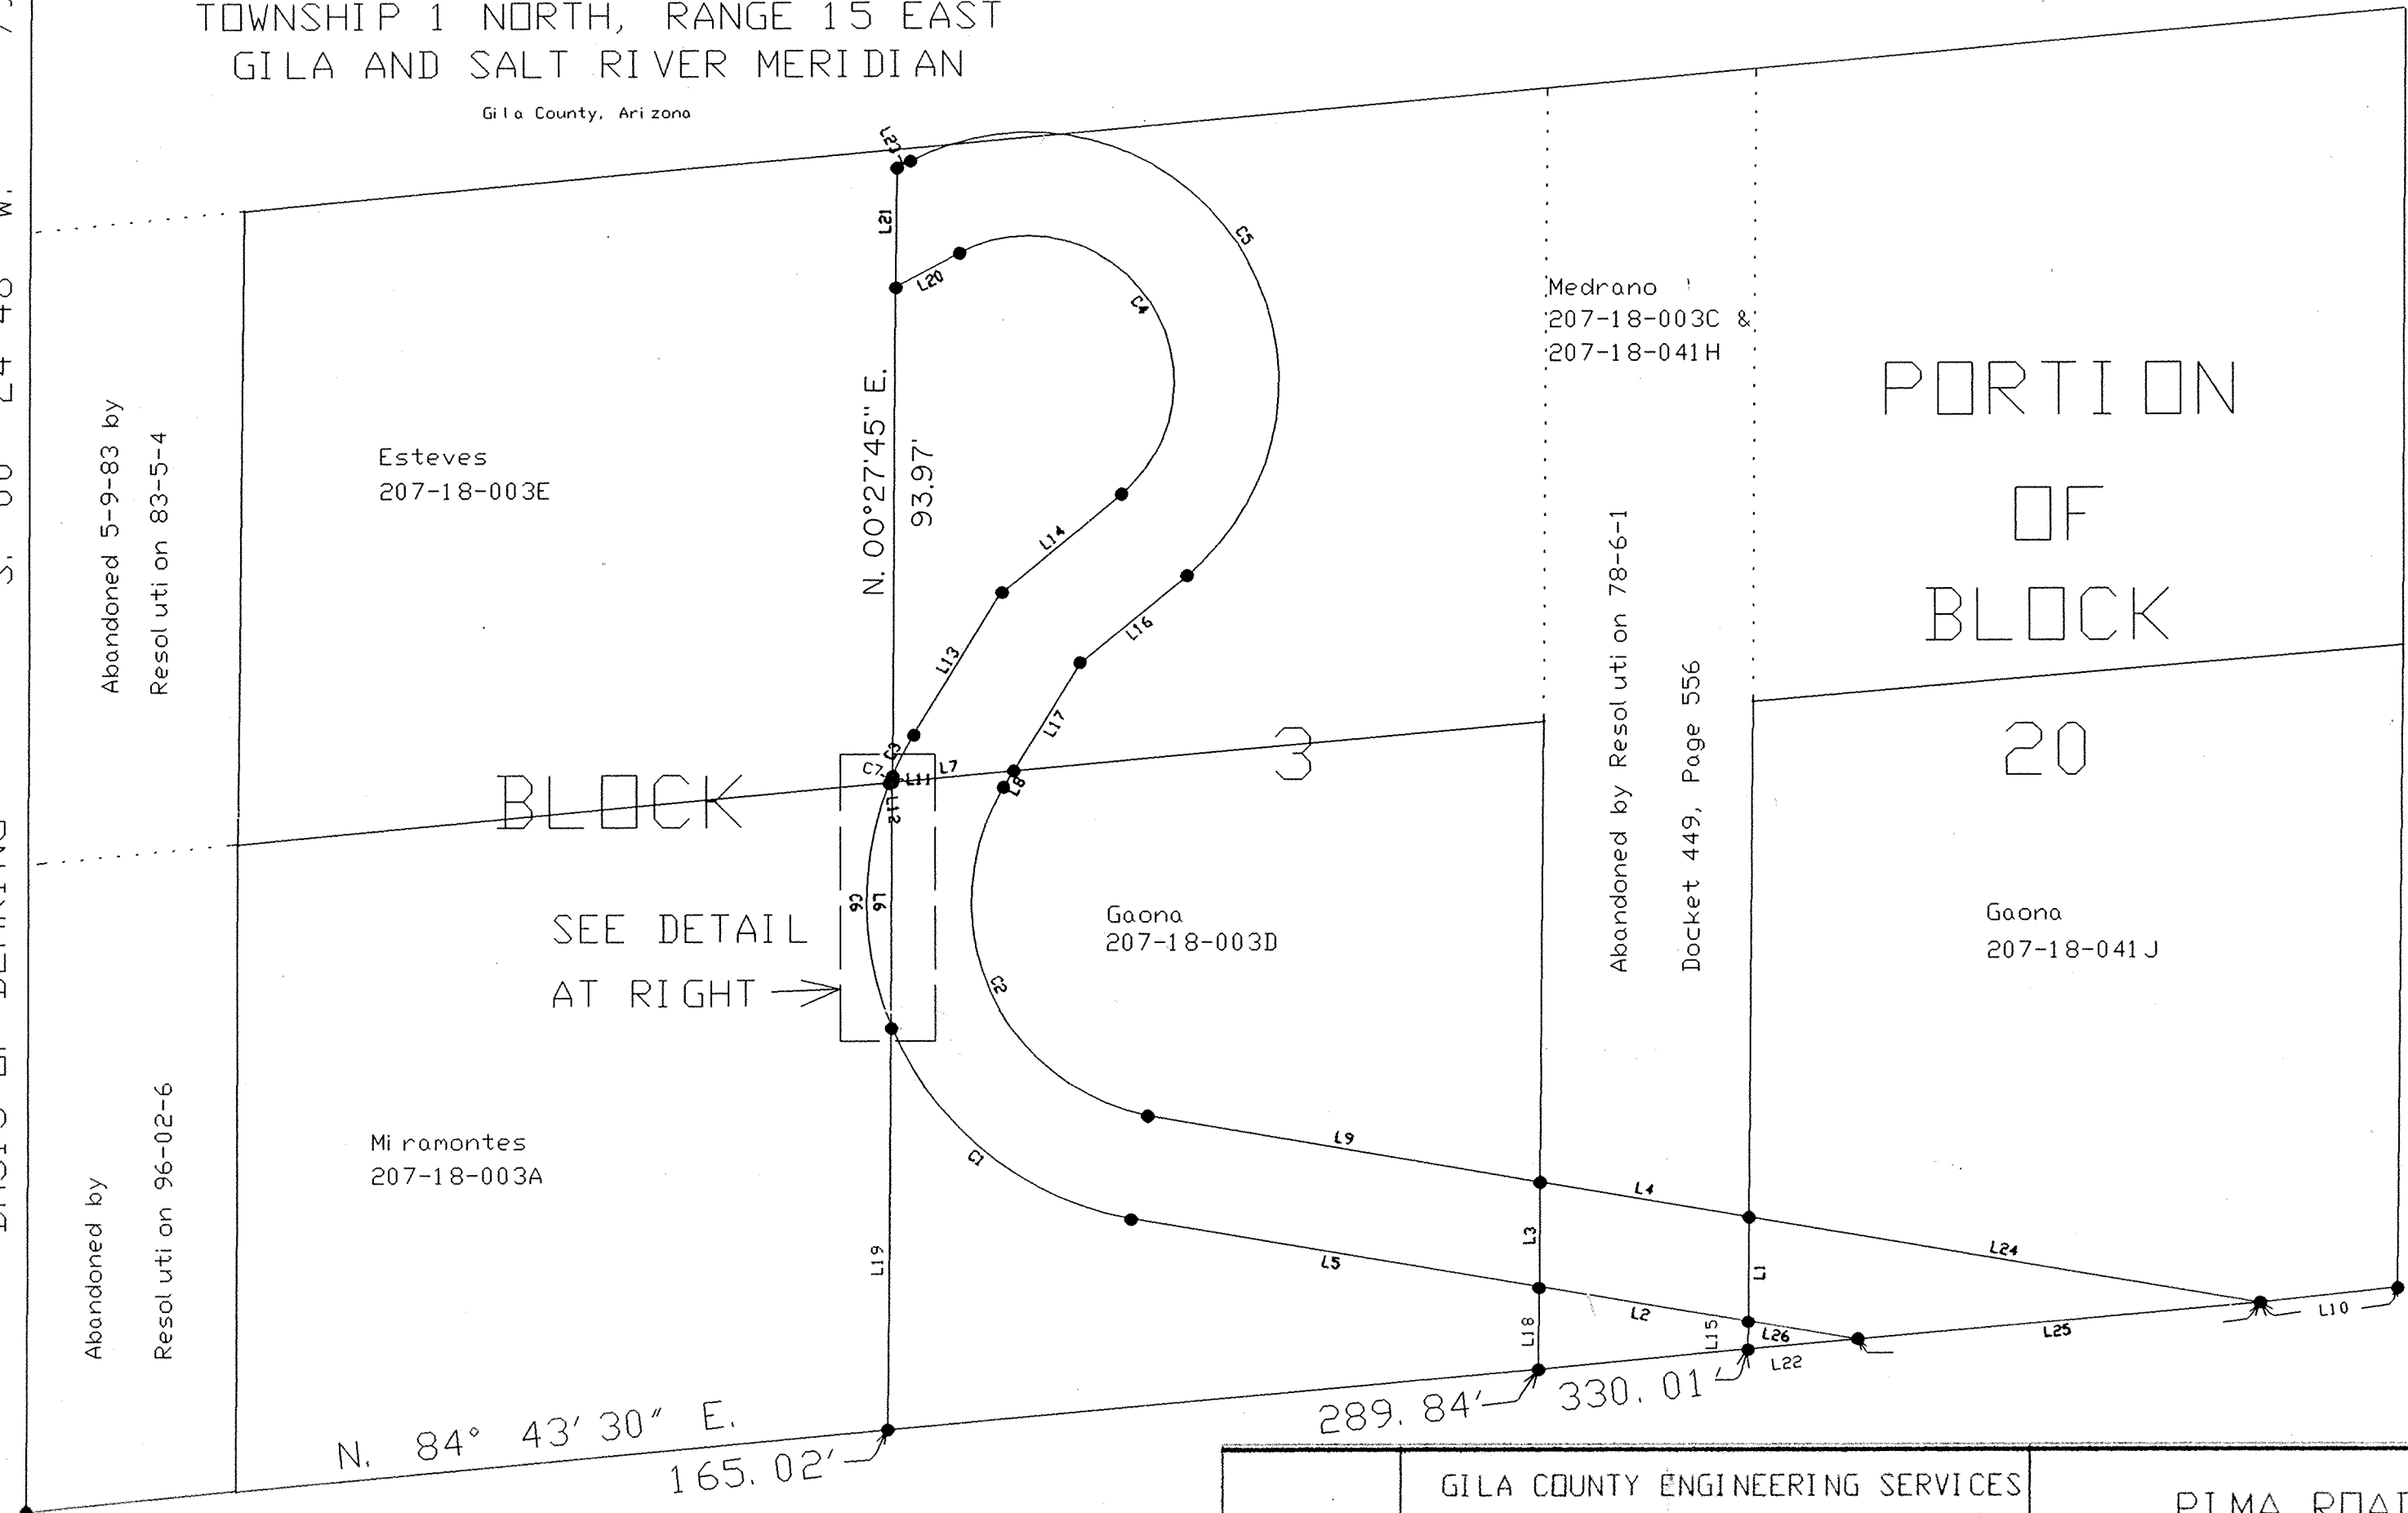 TOWNSHIP 1 NORTH, RANGE 15 EAST
GILA AND SALT RIVER MERIDIAN
Gila County, Arizona
L23
L21
L20
C5
C4
Medrano
207-18-003C &
207-18-041H
PORTION
OF
BLOCK
20
Esteves
207-18-003E
N. 00°27'45" E.
93.97'
Abandoned 5-9-83 by
Resolution 83-5-4
L14
L16
L13
L17
C3
C7
L11
L7
L8
L12
3
BLOCK
Abandoned by Resolution 78-6-1
Docket 449, Page 556
SEE DETAIL
AT RIGHT
C6
L6
C2
Gaona
207-18-003D
Gaona
207-18-041J
Miramontes
207-18-003A
Abandoned by
Resolution 96-02-6
C1
L9
L4
L3
L1
L24
L5
L2
L19
L18
L15
L26
L22
L25
L10
N. 84° 43'30" E.
165.02'
289.84'
330.01'
GILA COUNTY ENGINEERING SERVICES